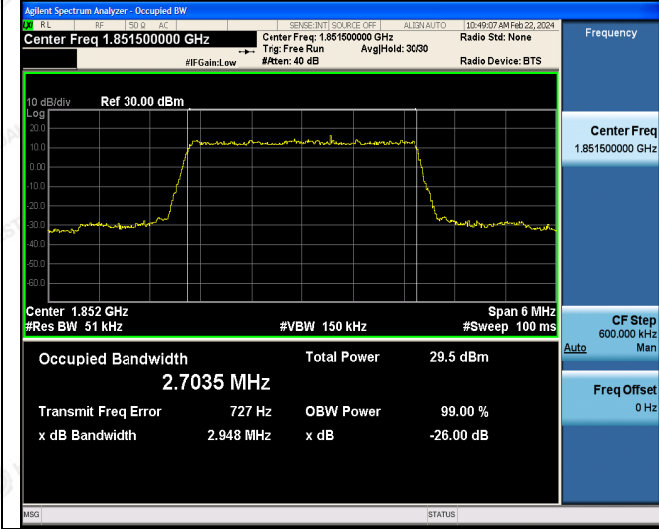 Agilent Spectrum Analyzer - Occupied BW
LXI RL RF 50 Ω AC SENSE:INT SOURCE OFF ALIGN AUTO 10:49:07 AM Feb 22, 2024
Center Freq 1.851500000 GHz
Center Freq: 1.851500000 GHz
Radio Std: None
Trig: Free Run Avg|Hold: 30/30
#IFGain:Low #Atten: 40 dB Radio Device: BTS
10 dB/div Ref 30.00 dBm
Log
20.0
10.0
0.00
-10.0
-20.0
-30.0
-40.0
-50.0
-60.0
Center 1.852 GHz Span 6 MHz
#Res BW 51 kHz #VBW 150 kHz #Sweep 100 ms
Occupied Bandwidth Total Power 29.5 dBm
2.7035 MHz
Transmit Freq Error 727 Hz OBW Power 99.00 %
x dB Bandwidth 2.948 MHz x dB -26.00 dB
MSG STATUS
Frequency
Center Freq
1.851500000 GHz
CF Step
600.000 kHz
Auto Man
Freq Offset
0 Hz